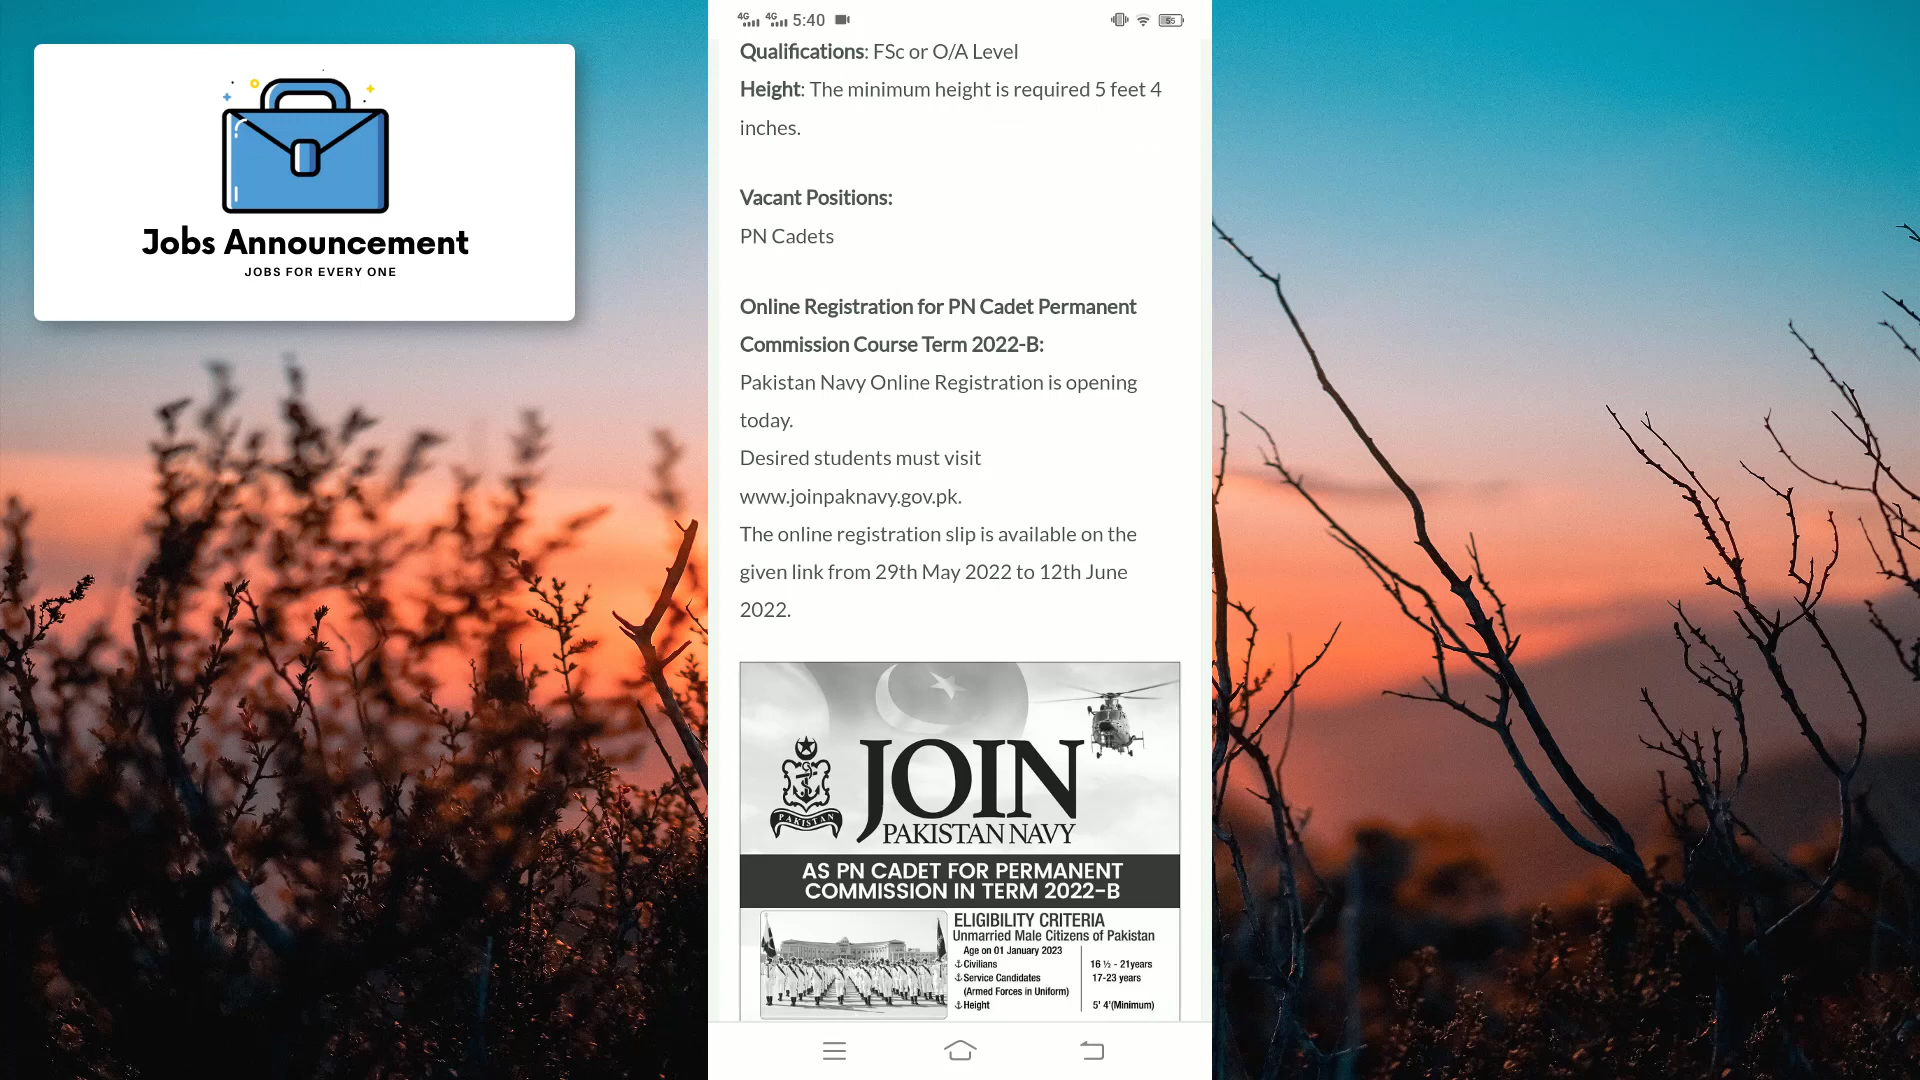 Jobs Announcement
JOBS FOR EVERY ONE
4G 4G 5:40
55
Qualifications: FSc or O/A Level
Height: The minimum height is required 5 feet 4
inches.
Vacant Positions:
PN Cadets
Online Registration for PN Cadet Permanent
Commission Course Term 2022-B:
Pakistan Navy Online Registration is opening
today.
Desired students must visit
www.joinpaknavy.gov.pk.
The online registration slip is available on the
given link from 29th May 2022 to 12th June
2022.
PAKISTAN
JOIN
PAKISTAN NAVY
AS PN CADET FOR PERMANENT
COMMISSION IN TERM 2022-B
ELIGIBILITY CRITERIA
Unmarried Male Citizens of Pakistan
Age on 01 January 2023
Civilians 16 ½ - 21years
Service Candidates 17-23 years
(Armed Forces in Uniform)
Height 5' 4'(Minimum)